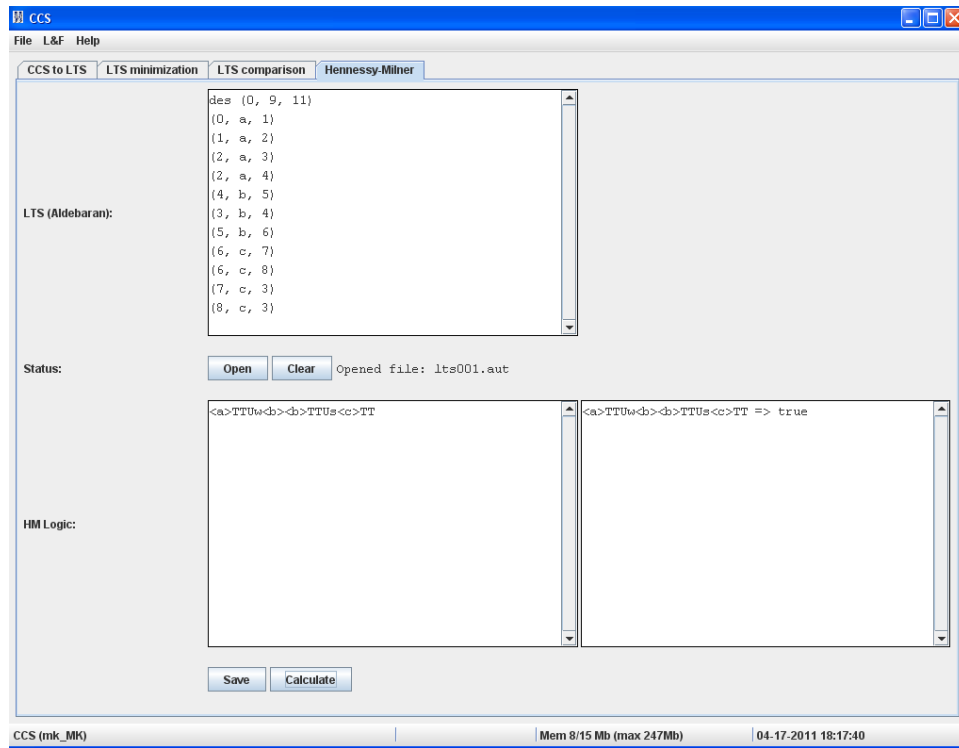 CCS
File L&F Help
CCS to LTS LTS minimization LTS comparison Hennessy-Milner
LTS (Aldebaran):
des (0, 9, 11)
(0, a, 1)
(1, a, 2)
(2, a, 3)
(2, a, 4)
(4, b, 5)
(3, b, 4)
(5, b, 6)
(6, c, 7)
(6, c, 8)
(7, c, 3)
(8, c, 3)
Status:
Open Clear Opened file: lts001.aut
HM Logic:
<a>TTUw<b><b>TTUs<c>TT
<a>TTUw<b><b>TTUs<c>TT => true
Save Calculate
CCS (mk_MK) Mem 8/15 Mb (max 247Mb) 04-17-2011 18:17:40